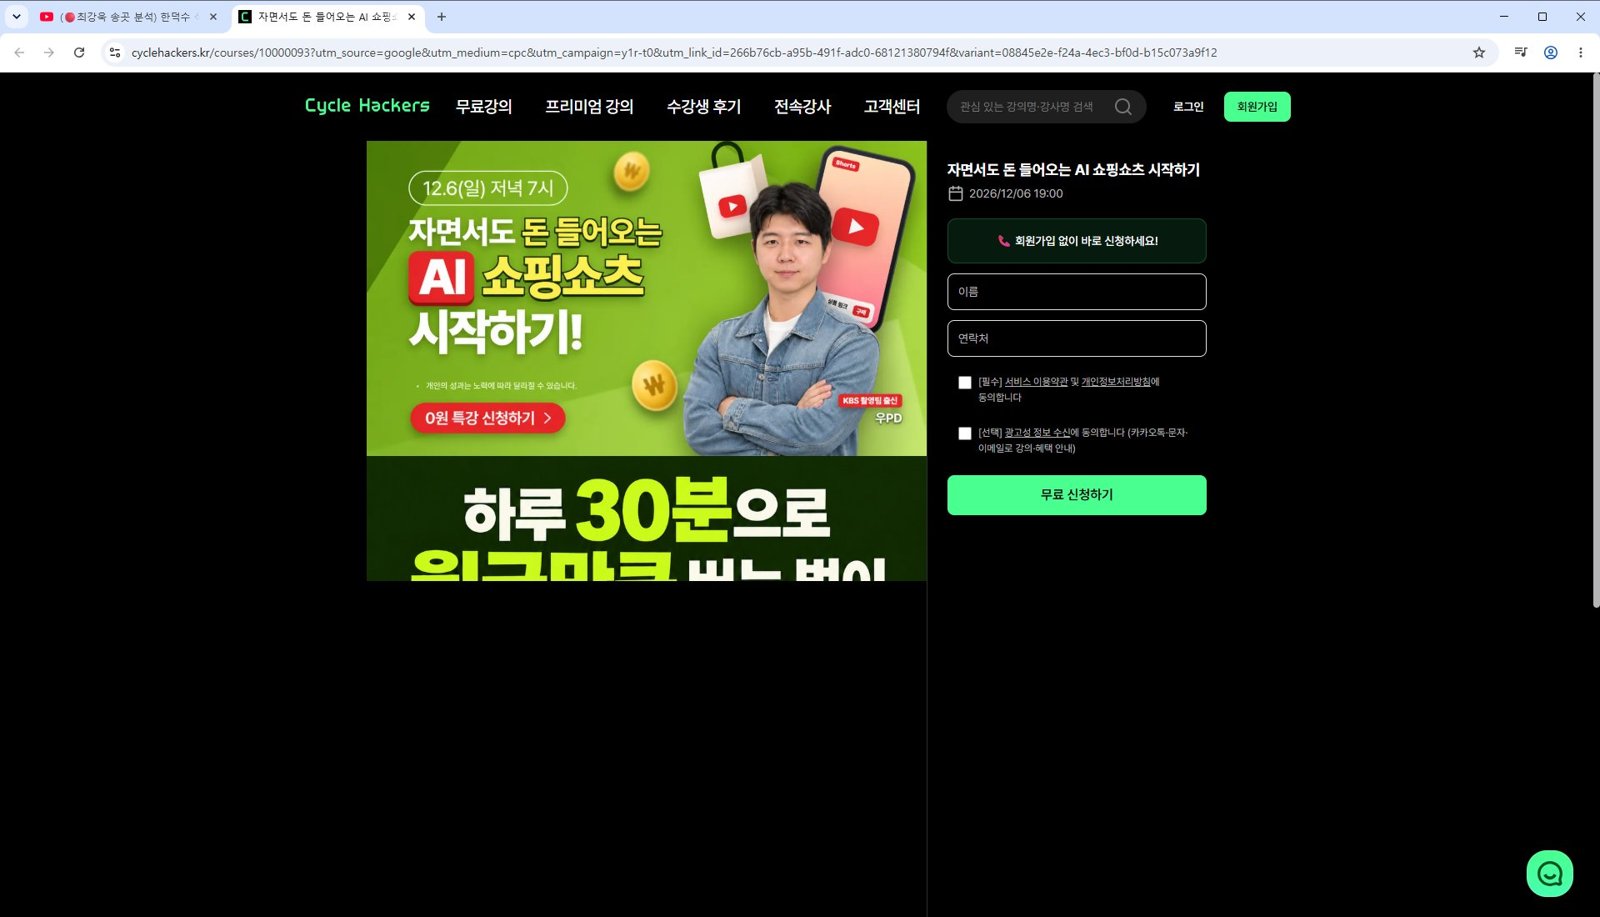 (🔴최강욱 송곳 분석) 한덕수
자면서도 돈 들어오는 AI 쇼핑쇼
cyclehackers.kr/courses/10000093?utm_source=google&utm_medium=cpc&utm_campaign=y1r-t0&utm_link_id=266b76cb-a95b-491f-adc0-68121380794f&variant=08845e2e-f24a-4ec3-bf0d-b15c073a9f12
Cycle Hackers 무료강의 프리미엄 강의 수강생 후기 전속강사 고객센터 관심 있는 강의명·강사명 검색 로그인 회원가입
12.6(일) 저녁 7시
자면서도 돈 들어오는
AI 쇼핑쇼츠
시작하기!
• 개인의 성과는 노력에 따라 달라질 수 있습니다.
0원 특강 신청하기 >
Shorts
상품 링크 구매
KBS 촬영팀 출신
우PD
하루 30분으로
자면서도 돈 들어오는 AI 쇼핑쇼츠 시작하기
2026/12/06 19:00
📞 회원가입 없이 바로 신청하세요!
이름
연락처
[필수] 서비스 이용약관 및 개인정보처리방침에
동의합니다
[선택] 광고성 정보 수신에 동의합니다 (카카오톡·문자·
이메일로 강의·혜택 안내)
무료 신청하기